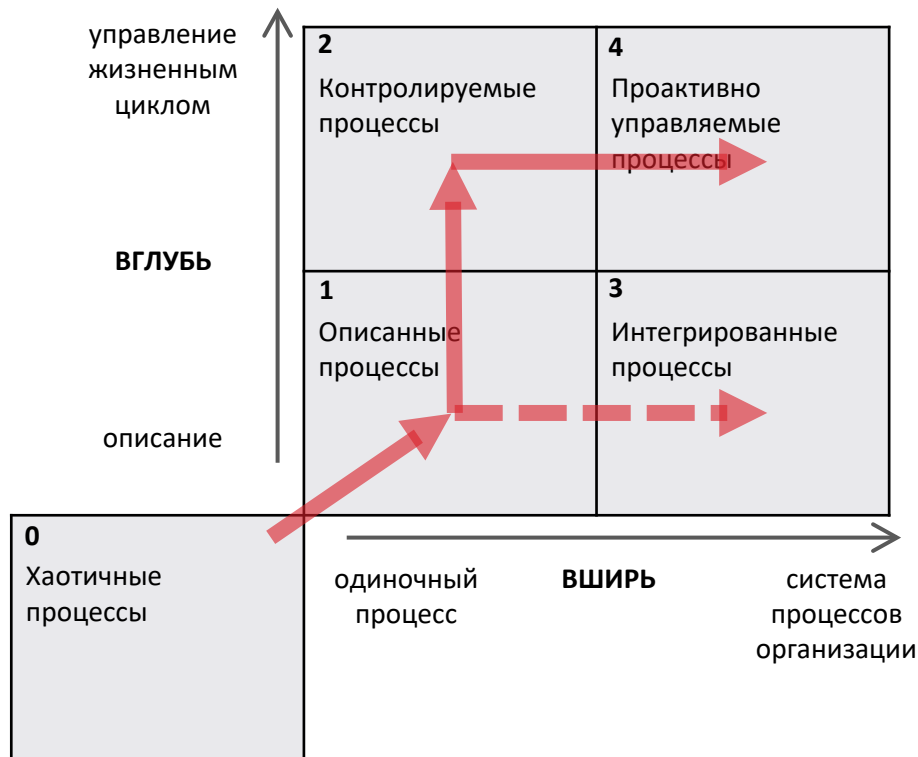 управление
жизненным
циклом
ВГЛУБЬ
описание
2
Контролируемые
процессы
4
Проактивно
управляемые
процессы
1
Описанные
процессы
3
Интегрированные
процессы
0
Хаотичные
процессы
одиночный
процесс
ВШИРЬ
система
процессов
организации